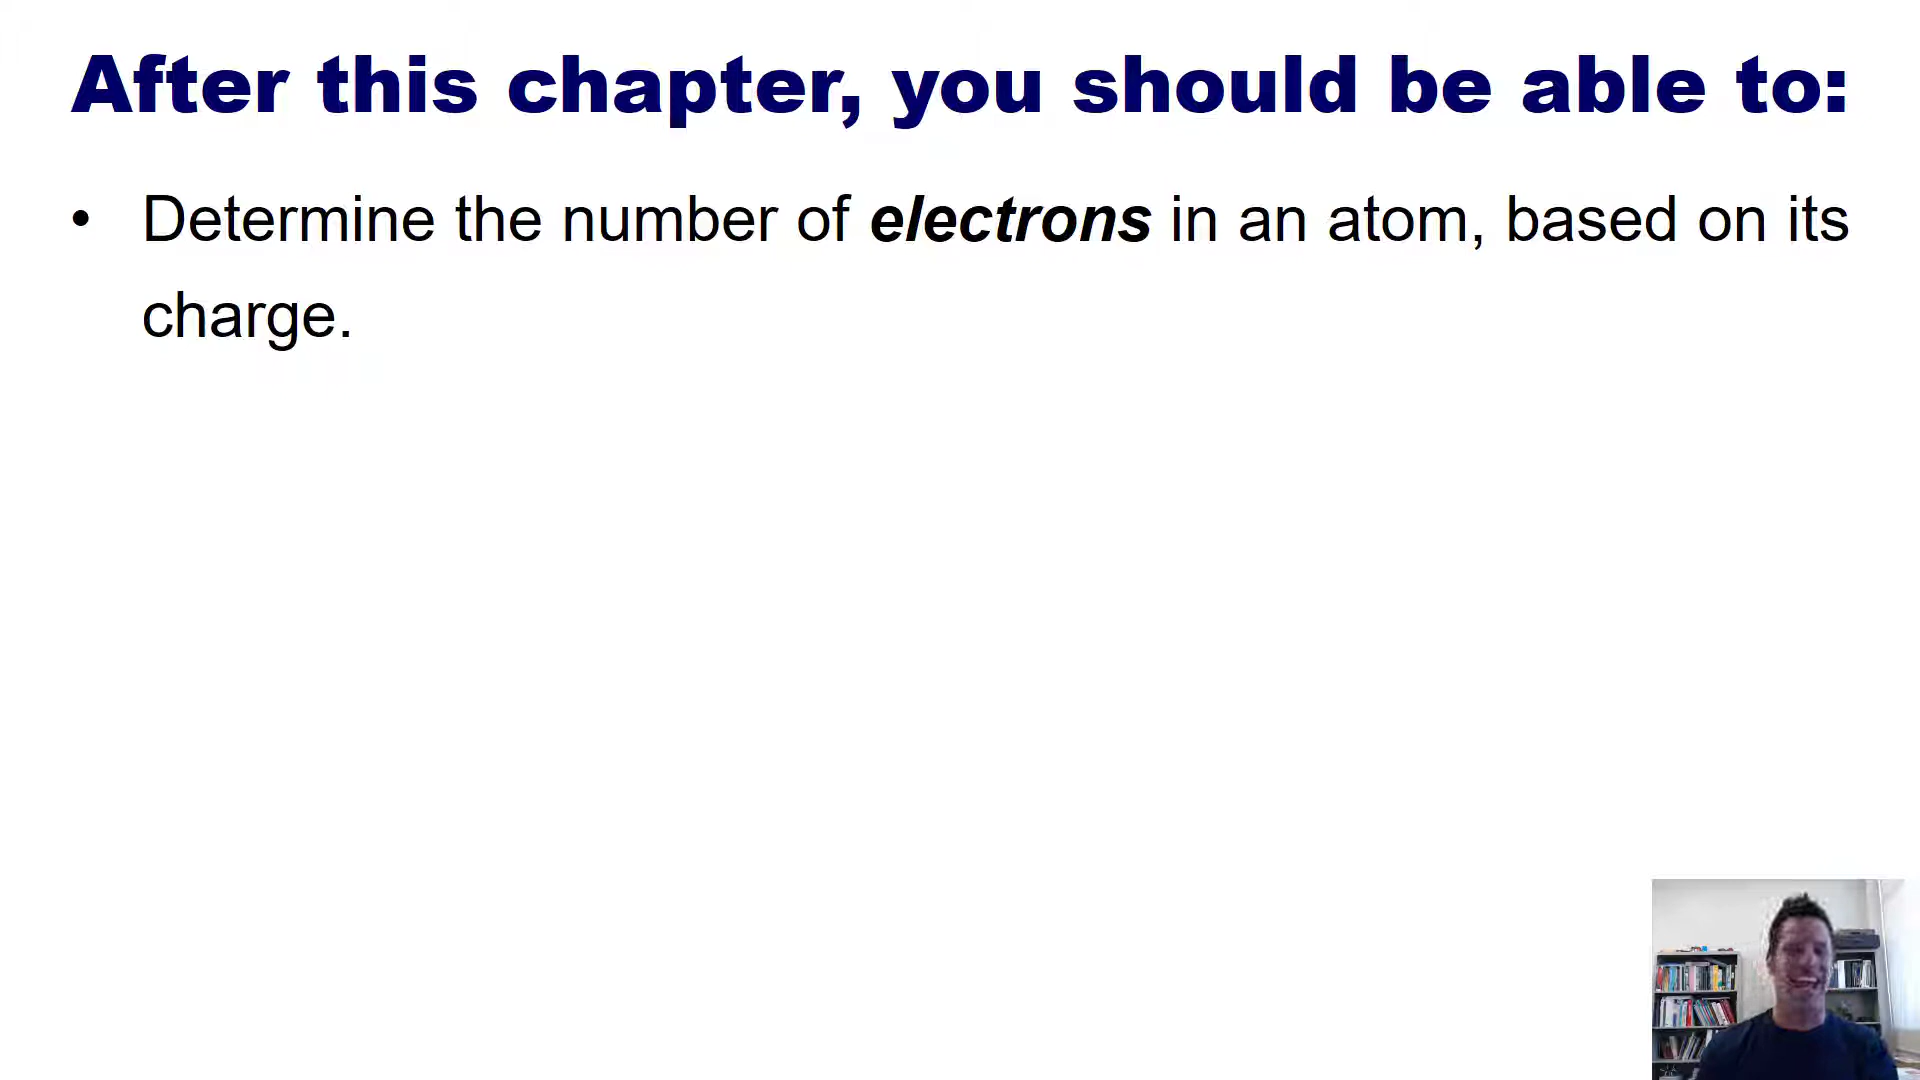 After this chapter, you should be able to:
• Determine the number of electrons in an atom, based on its
charge.